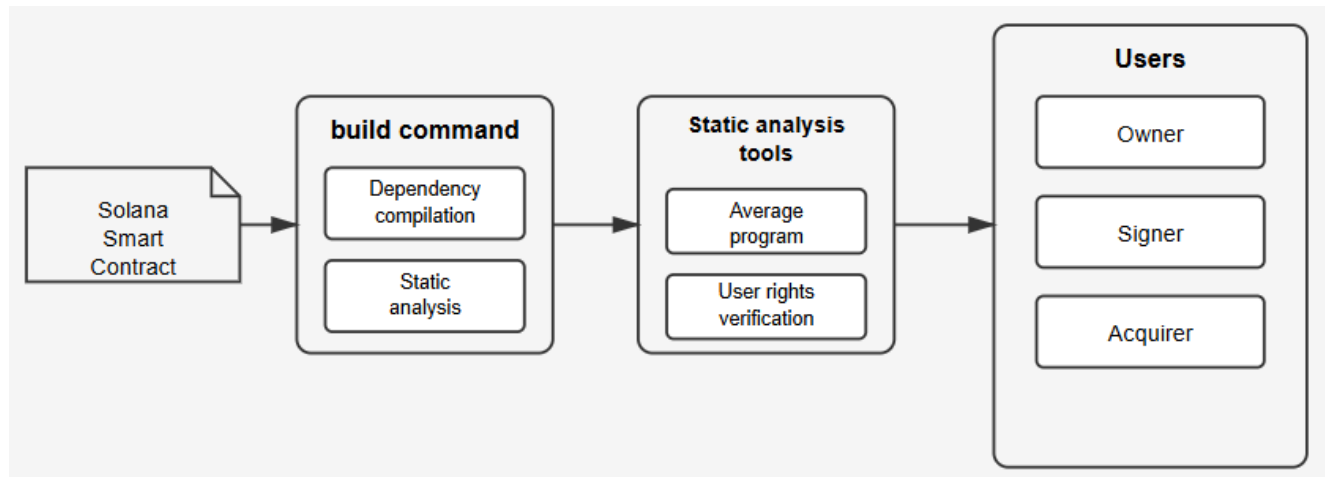 Solana
Smart
Contract
build command
Dependency
compilation
Static
analysis
Static analysis
tools
Average
program
User rights
verification
Users
Owner
Signer
Acquirer